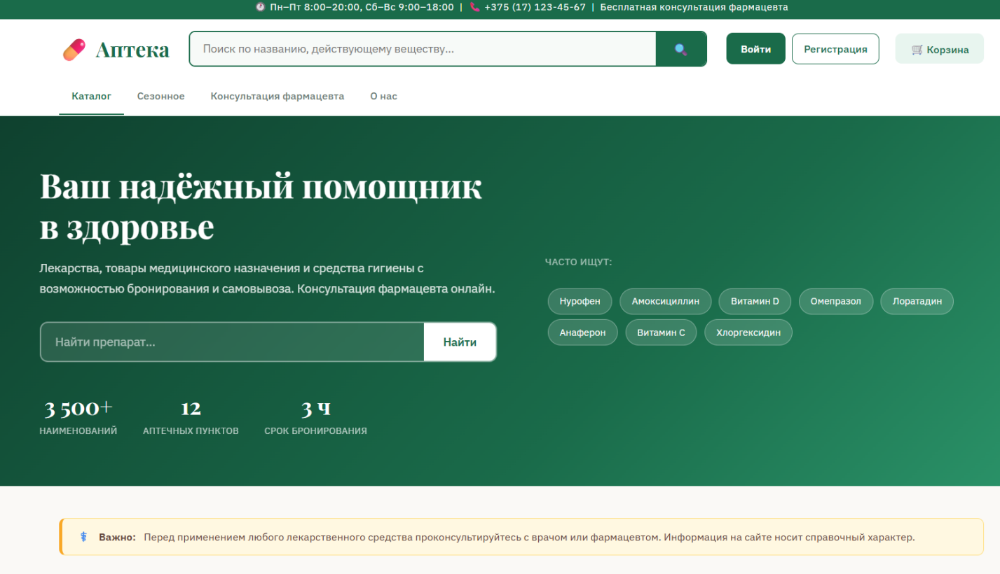 Пн–Пт 8:00–20:00, Сб–Вс 9:00–18:00 | +375 (17) 123-45-67 | Бесплатная консультация фармацевта
Аптека
Поиск по названию, действующему веществу...
Войти
Регистрация
Корзина
Каталог
Сезонное
Консультация фармацевта
О нас
Ваш надёжный помощник
в здоровье
Лекарства, товары медицинского назначения и средства гигиены с
возможностью бронирования и самовывоза. Консультация фармацевта онлайн.
Найти препарат...
Найти
3 500+
НАИМЕНОВАНИЙ
12
АПТЕЧНЫХ ПУНКТОВ
3 ч
СРОК БРОНИРОВАНИЯ
ЧАСТО ИЩУТ:
Нурофен
Амоксициллин
Витамин D
Омепразол
Лоратадин
Анаферон
Витамин C
Хлоргексидин
Важно: Перед применением любого лекарственного средства проконсультируйтесь с врачом или фармацевтом. Информация на сайте носит справочный характер.